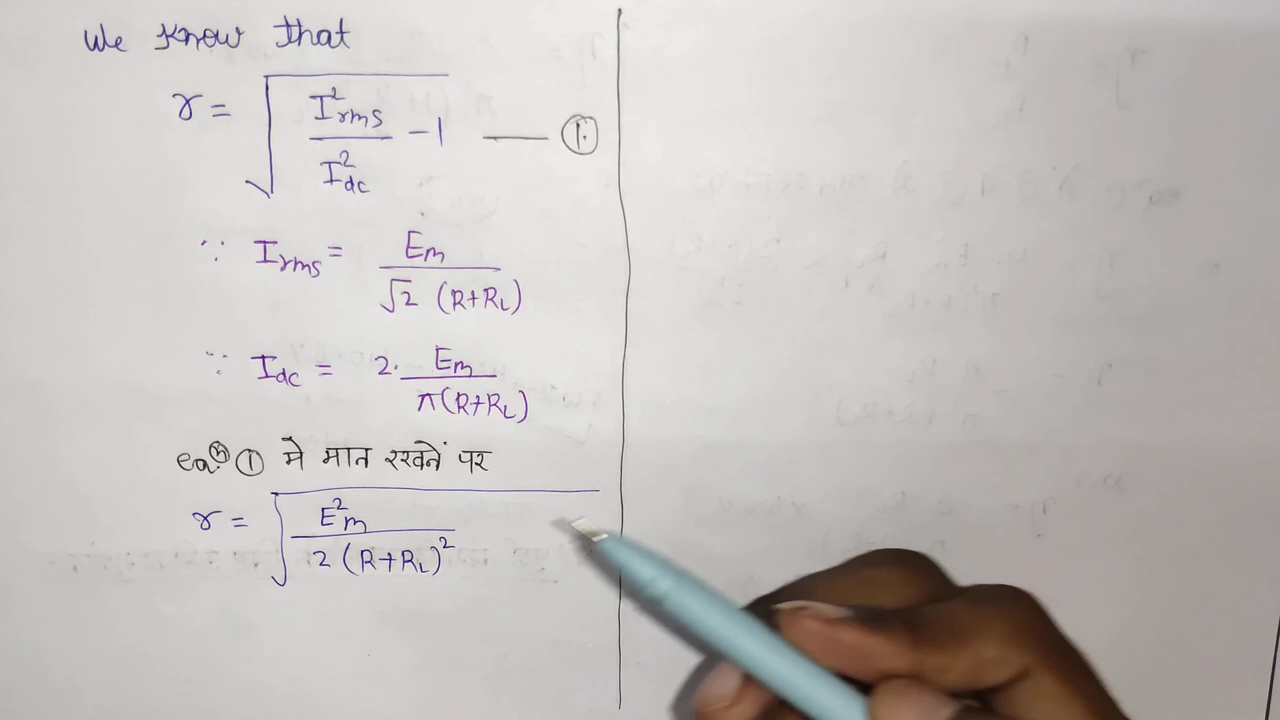 We know that
γ = √(I²rms / I²dc − 1) —— ①
∵ Irms = Em / √2 (R+RL)
∵ Idc = 2. Em / π(R+RL)
eqⁿ ① मे मान रखनें पर
γ = √(E²m / 2 (R+RL)²